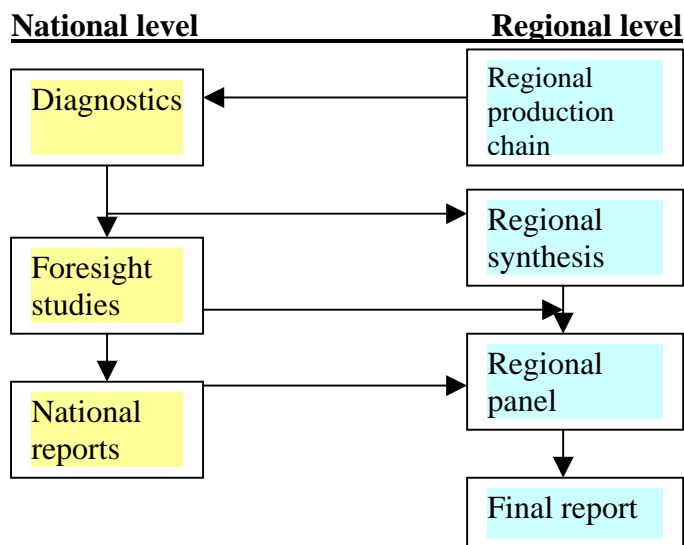 National level Regional level
Diagnostics
Regional
production
chain
Regional
synthesis
Foresight
studies
Regional
panel
National
reports
Final report